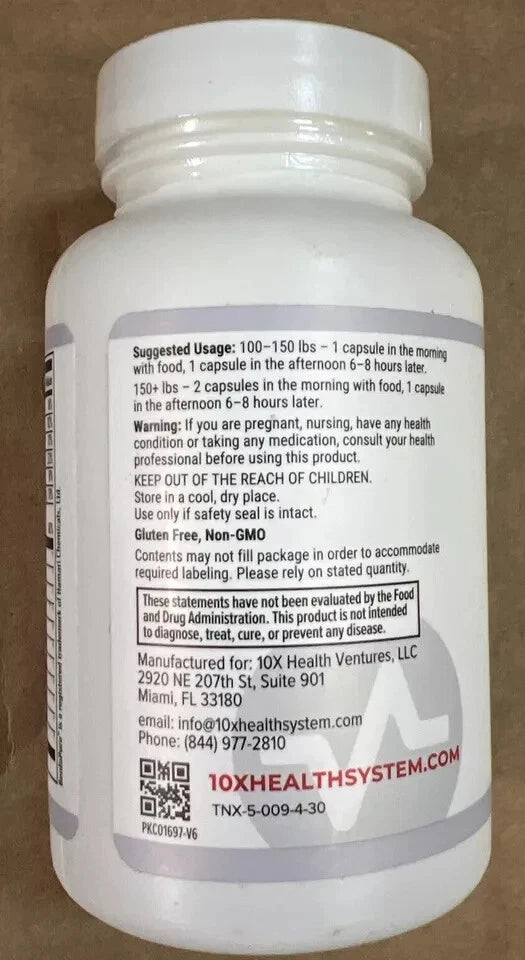 Suggested Usage: 100–150 lbs – 1 capsule in the morning
with food, 1 capsule in the afternoon 6–8 hours later.
150+ lbs – 2 capsules in the morning with food, 1 capsule
in the afternoon 6–8 hours later.
Warning: If you are pregnant, nursing, have any health
condition or taking any medication, consult your health
professional before using this product.
KEEP OUT OF THE REACH OF CHILDREN.
Store in a cool, dry place.
Use only if safety seal is intact.
Gluten Free, Non-GMO
Contents may not fill package in order to accommodate
required labeling. Please rely on stated quantity.
These statements have not been evaluated by the Food
and Drug Administration. This product is not intended
to diagnose, treat, cure, or prevent any disease.
Manufactured for: 10X Health Ventures, LLC
2920 NE 207th St, Suite 901
Miami, FL 33180
email: info@10xhealthsystem.com
Phone: (844) 977-2810
10XHEALTHSYSTEM.COM
TNX-5-009-4-30
PKC01697-V6
is a registered trademark of Hamari Chemicals, Ltd.